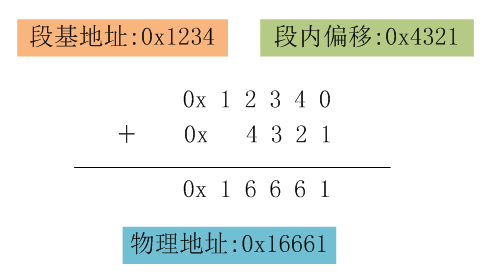 段基地址:0x1234
段内偏移:0x4321
0x 1 2 3 4 0
+ 0x 4 3 2 1
0x 1 6 6 6 1
物理地址:0x16661